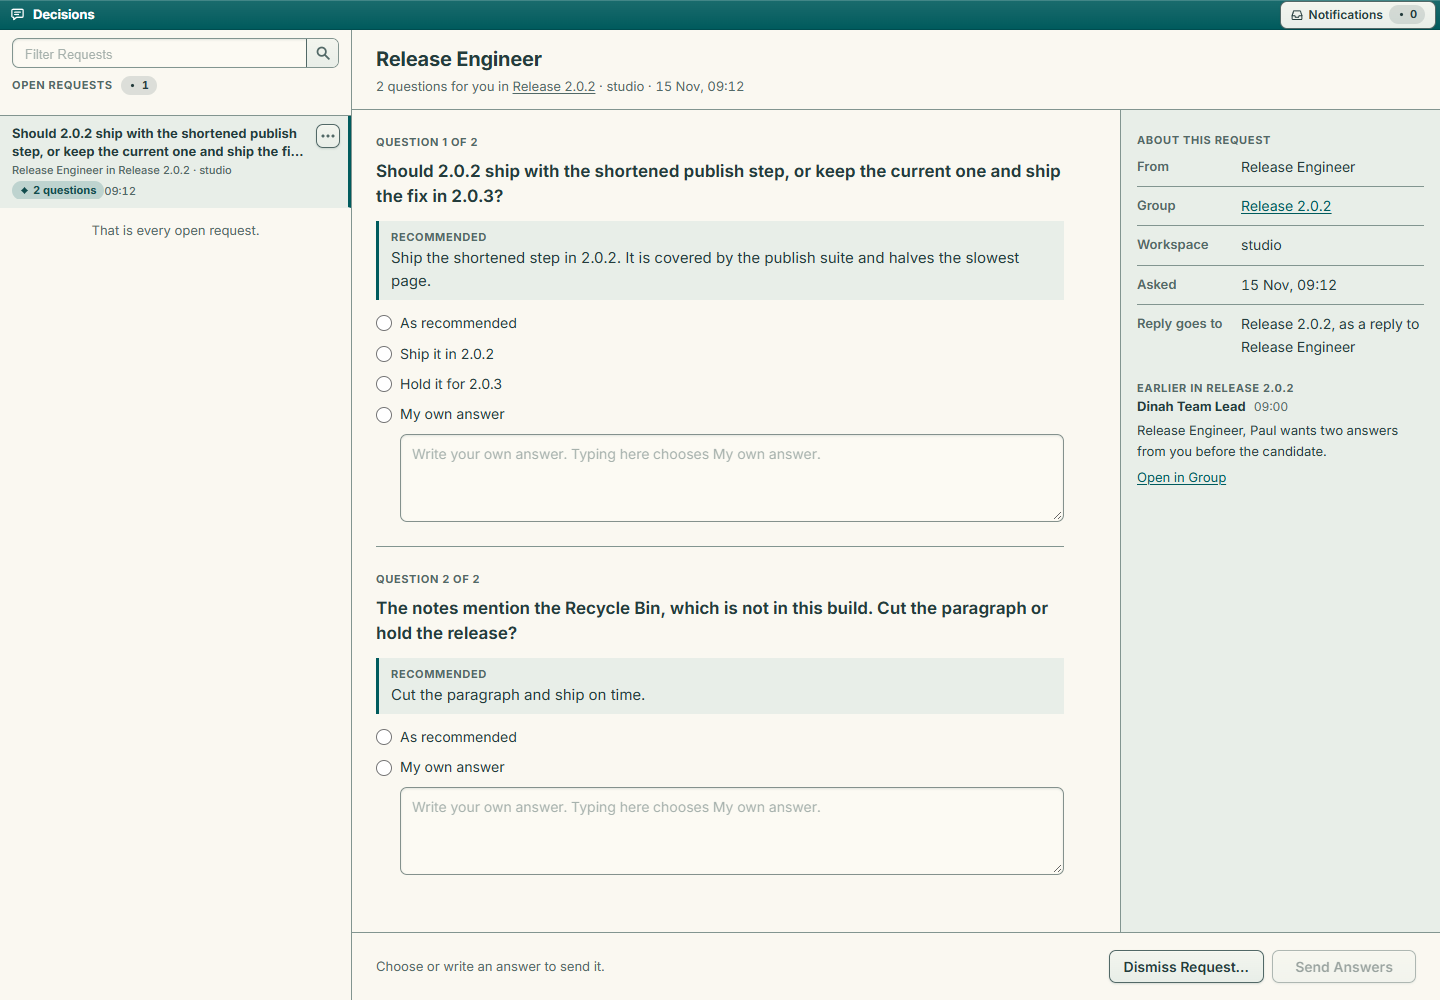 Decisions
Notifications • 0
Filter Requests
OPEN REQUESTS • 1
Should 2.0.2 ship with the shortened publish
step, or keep the current one and ship the fi...
Release Engineer in Release 2.0.2 · studio
2 questions 09:12
That is every open request.
Release Engineer
2 questions for you in Release 2.0.2 · studio · 15 Nov, 09:12
QUESTION 1 OF 2
Should 2.0.2 ship with the shortened publish step, or keep the current one and ship
the fix in 2.0.3?
RECOMMENDED
Ship the shortened step in 2.0.2. It is covered by the publish suite and halves the slowest
page.
As recommended
Ship it in 2.0.2
Hold it for 2.0.3
My own answer
Write your own answer. Typing here chooses My own answer.
QUESTION 2 OF 2
The notes mention the Recycle Bin, which is not in this build. Cut the paragraph or
hold the release?
RECOMMENDED
Cut the paragraph and ship on time.
As recommended
My own answer
Write your own answer. Typing here chooses My own answer.
ABOUT THIS REQUEST
From Release Engineer
Group Release 2.0.2
Workspace studio
Asked 15 Nov, 09:12
Reply goes to Release 2.0.2, as a reply to
Release Engineer
EARLIER IN RELEASE 2.0.2
Dinah Team Lead 09:00
Release Engineer, Paul wants two answers
from you before the candidate.
Open in Group
Choose or write an answer to send it.
Dismiss Request...
Send Answers